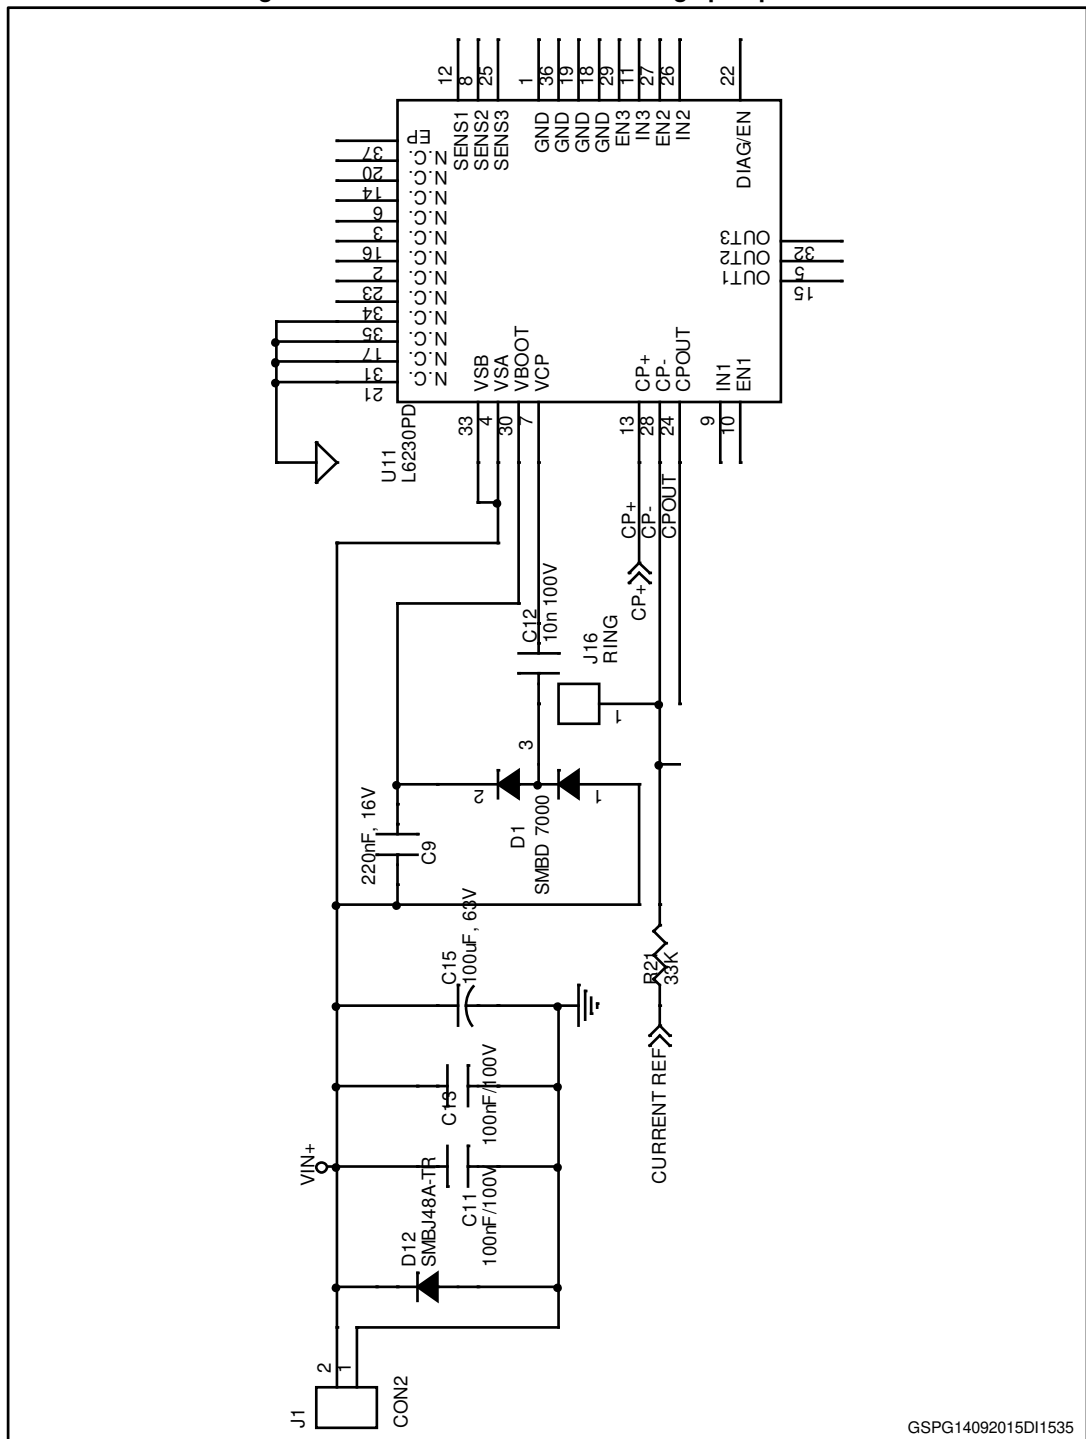 12
8
25
1
36
19
18
29
11
27
26
22
SENS1
SENS2
SENS3
GND
GND
GND
GND
EN3
IN3
EN2
IN2
DIAG/EN
EP
37
N.C.
20
N.C.
14
N.C.
6
N.C.
3
N.C.
16
N.C.
2
N.C.
23
N.C.
34
N.C.
35
N.C.
17
N.C.
31
N.C.
21
OUT3
32
OUT2
5
OUT1
15
VSB
VSA
VBOOT
VCP
CP+
CP-
CPOUT
IN1
EN1
33
4
30
7
13
28
24
9
10
U11
L6230PD
CP+
CP-
CPOUT
CP+
C12
10n 100V
J16
RING
1
3
2
1
D1
SMBD 7000
220nF, 16V
C9
C15
100uF, 63V
R21
33K
CURRENT REF
C13
100nF/100V
VIN+
C11
100nF/100V
D12
SMBJ48A-TR
2
1
J1
CON2
GSPG14092015DI1535